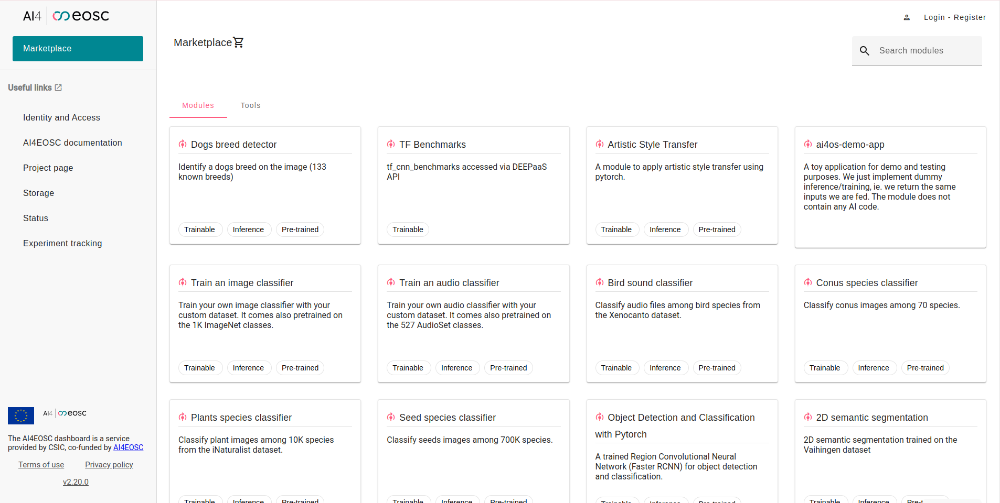 AI4 eosc
Marketplace
Useful links
Identity and Access
AI4EOSC documentation
Project page
Storage
Status
Experiment tracking
AI4 eosc
The AI4EOSC dashboard is a service
provided by CSIC, co-funded by AI4EOSC
Terms of use Privacy policy
v2.20.0
Login - Register
Marketplace
Search modules
Modules Tools
Dogs breed detector
Identify a dogs breed on the image (133
known breeds)
Trainable Inference Pre-trained
TF Benchmarks
tf_cnn_benchmarks accessed via DEEPaaS
API
Trainable
Artistic Style Transfer
A module to apply artistic style transfer using
pytorch.
Trainable Inference Pre-trained
ai4os-demo-app
A toy application for demo and testing
purposes. We just implement dummy
inference/training, ie. we return the same
inputs we are fed. The module does not
contain any AI code.
Train an image classifier
Train your own image classifier with your
custom dataset. It comes also pretrained on
the 1K ImageNet classes.
Trainable Inference Pre-trained
Train an audio classifier
Train your own audio classifier with your
custom dataset. It comes also pretrained on
the 527 AudioSet classes.
Trainable Inference Pre-trained
Bird sound classifier
Classify audio files among bird species from
the Xenocanto dataset.
Trainable Inference Pre-trained
Conus species classifier
Classify conus images among 70 species.
Trainable Inference Pre-trained
Plants species classifier
Classify plant images among 10K species
from the iNaturalist dataset.
Trainable Inference Pre-trained
Seed species classifier
Classify seeds images among 700K species.
Trainable Inference Pre-trained
Object Detection and Classification
with Pytorch
A trained Region Convolutional Neural
Network (Faster RCNN) for object detection
and classification.
Trainable Inference Pre-trained
2D semantic segmentation
2D semantic segmentation trained on the
Vaihingen dataset
Trainable Inference Pre-t